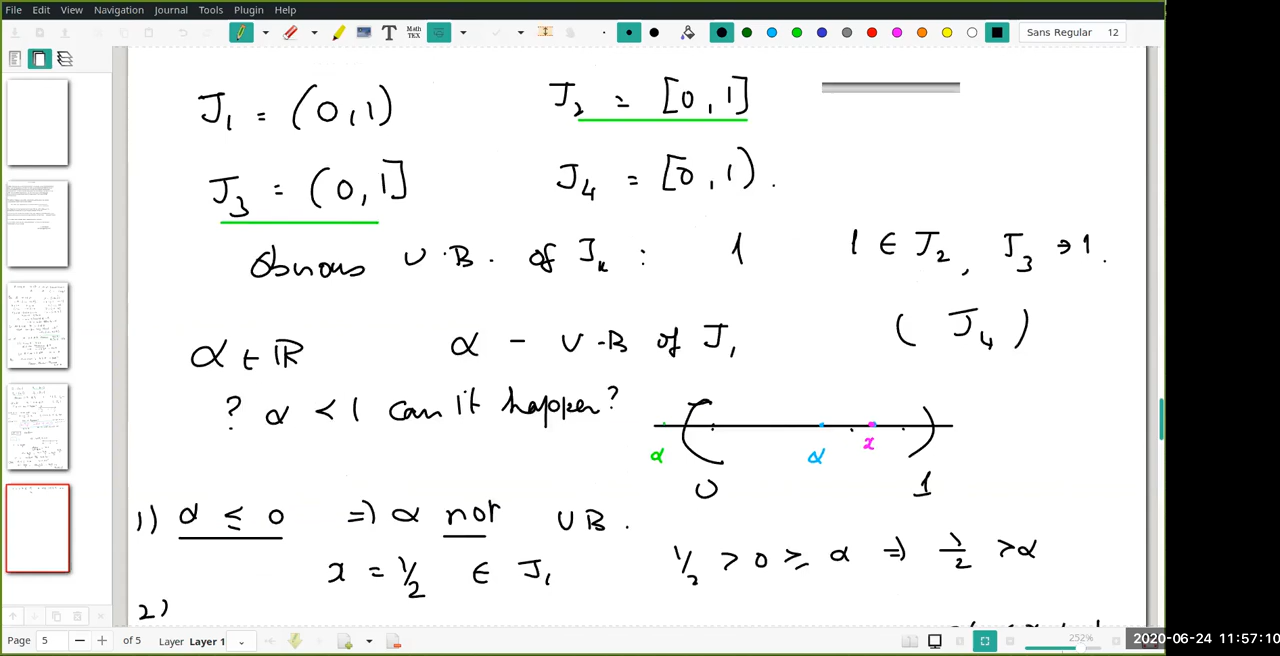 File Edit View Navigation Journal Tools Plugin Help
Sans Regular 12
J₁ = (0,1) J₂ = [0,1]
J₃ = (0,1] J₄ = [0,1).
Obvious U.B. of Jₖ : 1 1 ∈ J₂, J₃ ⇒ 1.
α ∈ ℝ α - U-B of J₁ ( J₄ )
? α < 1 can it happen?
α α x
0 1
1) α ≤ 0 ⇒ α not UB.
x = 1/2 ∈ J₁ 1/2 > 0 ≥ α ⇒ 1/2 > α
2)
Page 5 of 5 Layer Layer 1 252%
2020-06-24 11:57:10